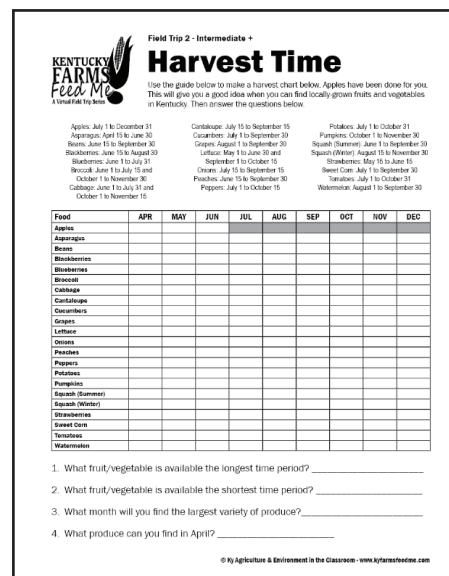 Field Trip 2 - Intermediate +
KENTUCKY
FARMS
Feed Me
A Virtual Field Trip Series
Harvest Time
Use the guide below to make a harvest chart below. Apples have been done for you.
This will give you a good idea when you can find locally-grown fruits and vegetables
in Kentucky. Then answer the questions below.
Apples: July 1 to December 31
Asparagus: April 15 to June 30
Beans: June 15 to September 30
Blackberries: June 15 to August 30
Blueberries: June 1 to July 31
Broccoli: June 1 to July 15 and
October 1 to November 30
Cabbage: June 1 to July 31 and
October 1 to November 15
Cantaloupe: July 15 to September 15
Cucumbers: July 1 to September 30
Grapes: August 1 to September 30
Lettuce: May 1 to June 30 and
September 1 to October 15
Onions: July 15 to September 15
Peaches: June 15 to September 30
Peppers: July 1 to October 15
Potatoes: July 1 to October 31
Pumpkins: October 1 to November 30
Squash (Summer): June 1 to September 30
Squash (Winter): August 15 to November 30
Strawberries: May 15 to June 15
Sweet Corn: July 1 to September 30
Tomatoes: July 1 to October 31
Watermelon: August 1 to September 30
Food APR MAY JUN JUL AUG SEP OCT NOV DEC
Apples
Asparagus
Beans
Blackberries
Blueberries
Broccoli
Cabbage
Cantaloupe
Cucumbers
Grapes
Lettuce
Onions
Peaches
Peppers
Potatoes
Pumpkins
Squash (Summer)
Squash (Winter)
Strawberries
Sweet Corn
Tomatoes
Watermelon
1. What fruit/vegetable is available the longest time period?
2. What fruit/vegetable is available the shortest time period?
3. What month will you find the largest variety of produce?
4. What produce can you find in April?
© Ky Agriculture & Environment in the Classroom - www.kyfarmsfeedme.com